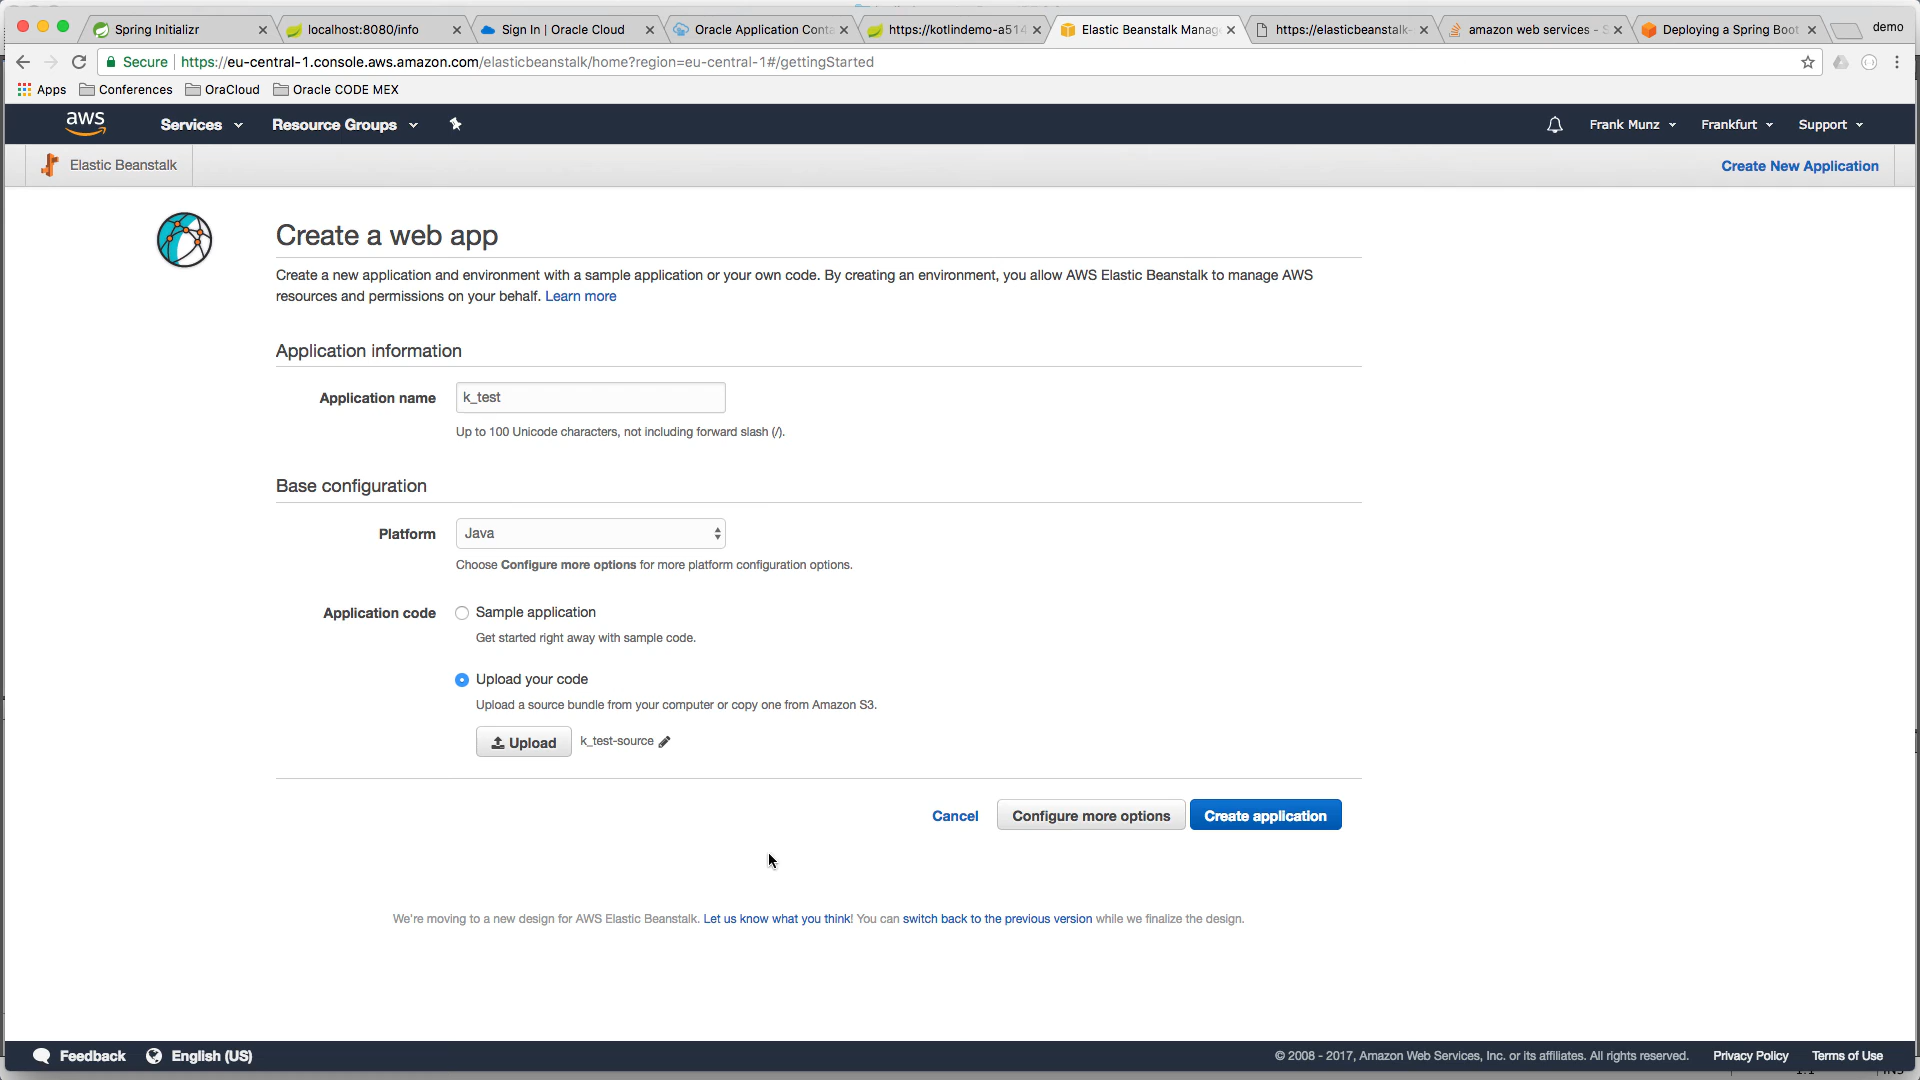 Spring Initializr
localhost:8080/info
Sign In | Oracle Cloud
Oracle Application Conta
https://kotlindemo-a514
Elastic Beanstalk Manag
https://elasticbeanstalk-
amazon web services - S
Deploying a Spring Boot
demo
Secure https://eu-central-1.console.aws.amazon.com/elasticbeanstalk/home?region=eu-central-1#/gettingStarted
Apps Conferences OraCloud Oracle CODE MEX
aws Services Resource Groups Frank Munz Frankfurt Support
Elastic Beanstalk Create New Application
Create a web app
Create a new application and environment with a sample application or your own code. By creating an environment, you allow AWS Elastic Beanstalk to manage AWS
resources and permissions on your behalf. Learn more
Application information
Application name k_test
Up to 100 Unicode characters, not including forward slash (/).
Base configuration
Platform Java
Choose Configure more options for more platform configuration options.
Application code Sample application
Get started right away with sample code.
Upload your code
Upload a source bundle from your computer or copy one from Amazon S3.
Upload k_test-source
Cancel Configure more options Create application
We're moving to a new design for AWS Elastic Beanstalk. Let us know what you think! You can switch back to the previous version while we finalize the design.
Feedback English (US) © 2008 - 2017, Amazon Web Services, Inc. or its affiliates. All rights reserved. Privacy Policy Terms of Use